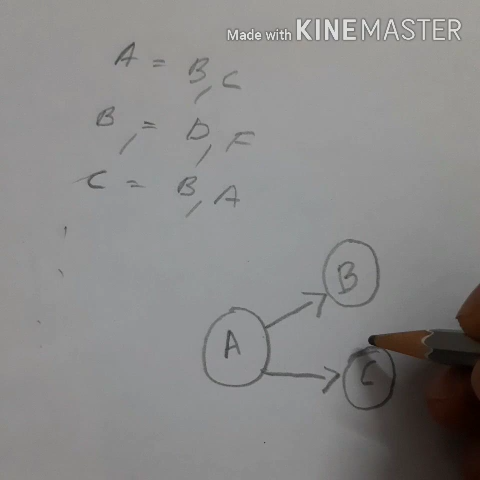 Made with KINEMASTER
A = B, C
B, = D, F
C = B, A
B
A
C